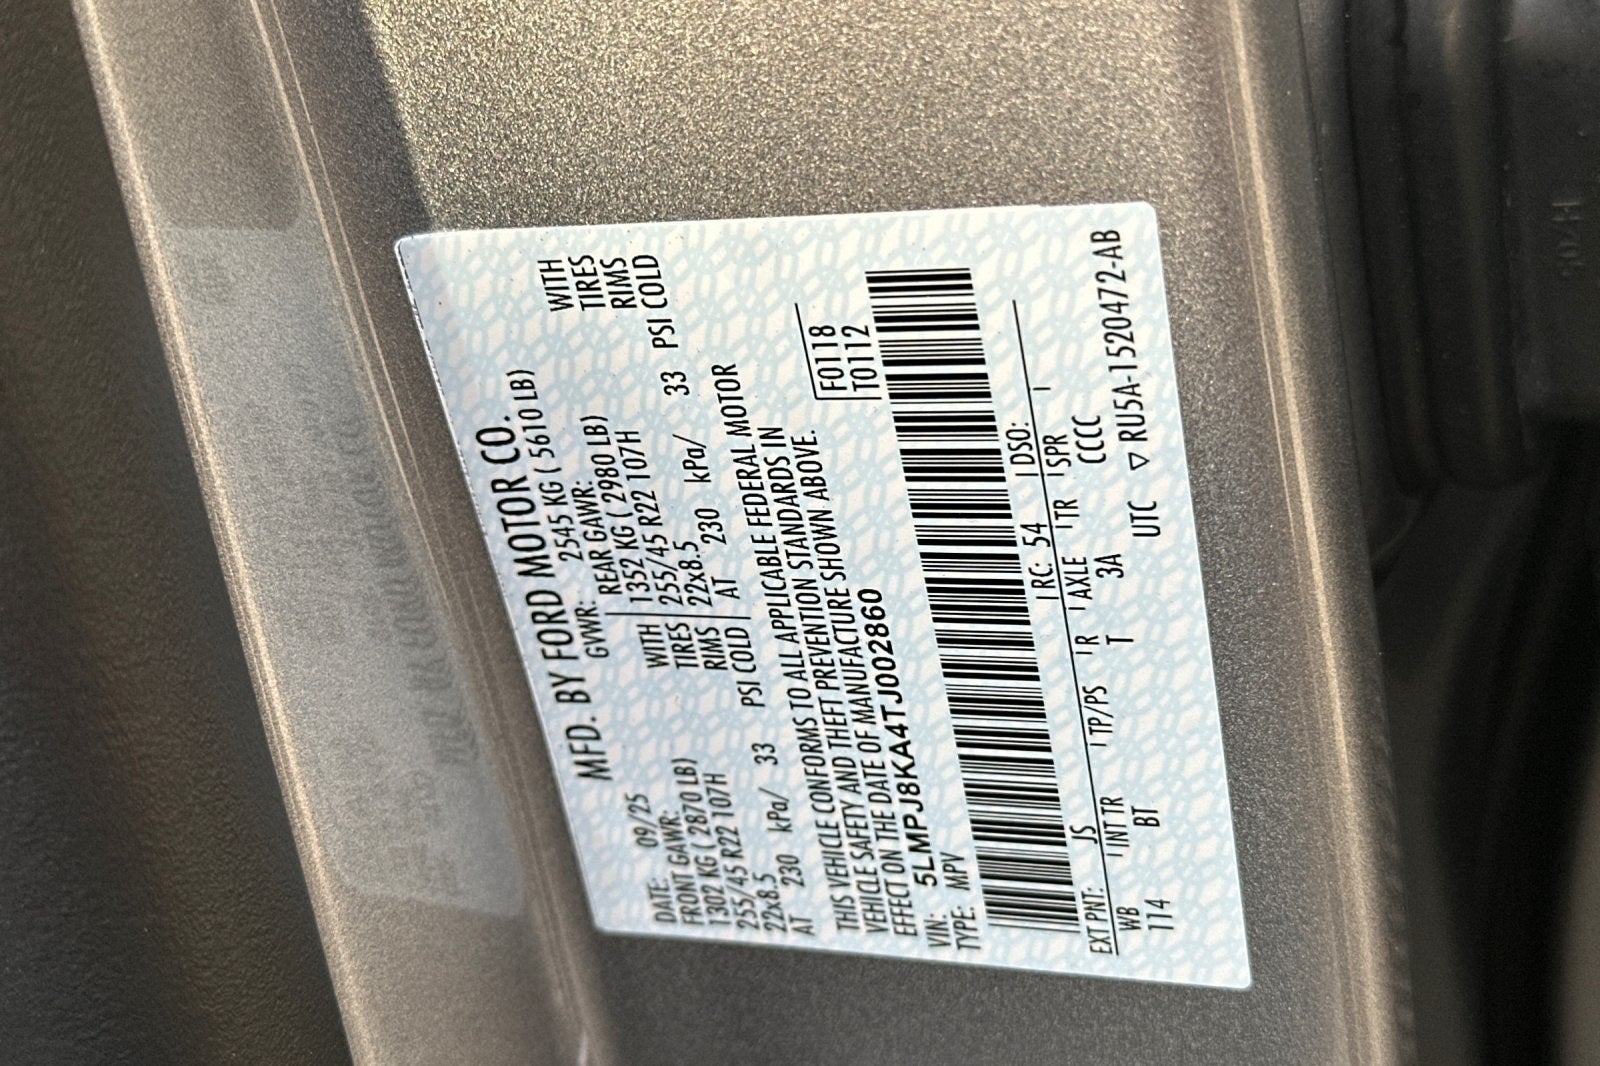 MFD. BY FORD MOTOR CO.
DATE: 09/25 GVWR: 2545 KG ( 5610 LB)
FRONT GAWR: REAR GAWR:
1302 KG ( 2870 LB) WITH 1352 KG ( 2980 LB) WITH
255/45 R22 107H TIRES 255/45 R22 107H TIRES
22x8.5 RIMS 22x8.5 RIMS
AT 230 kPa/ 33 PSI COLD AT 230 kPa/ 33 PSI COLD
THIS VEHICLE CONFORMS TO ALL APPLICABLE FEDERAL MOTOR
VEHICLE SAFETY AND THEFT PREVENTION STANDARDS IN
EFFECT ON THE DATE OF MANUFACTURE SHOWN ABOVE.
VIN: 5LMPJ8KA4TJ002860 F0118
TYPE: MPV T0112
EXT PNT: JS RC: 54 DSO:
WB INT TR TP/PS R AXLE TR SPR
114 BT T 3A CCCC
UTC ▽ RU5A-1520472-AB